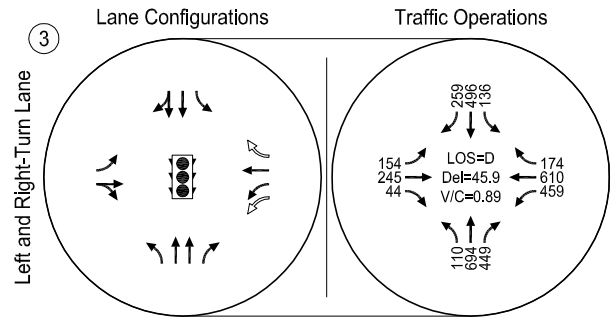 Lane Configurations
Traffic Operations
3
Left and Right-Turn Lane
259
496
136
154
245
44
LOS=D
Del=45.9
V/C=0.89
174
610
459
110
694
449